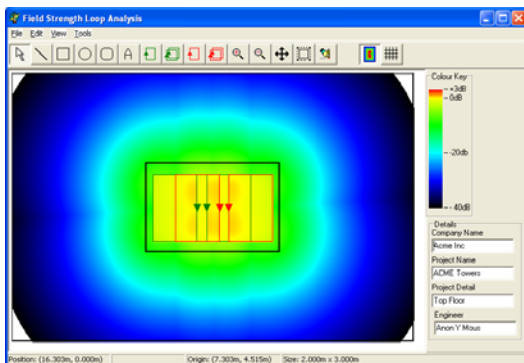 Field Strength Loop Analysis
File Edit View Tools
A
Colour Key
+3dB
0dB
-20db
-40dB
Details
Company Name
Acme Inc
Project Name
ACME Towers
Project Detail
Top Floor
Engineer
Anon Y Mous
Position: (16.303m, 0.000m) Origin: (7.303m, 4.515m) Size: 2.000m x 3.000m